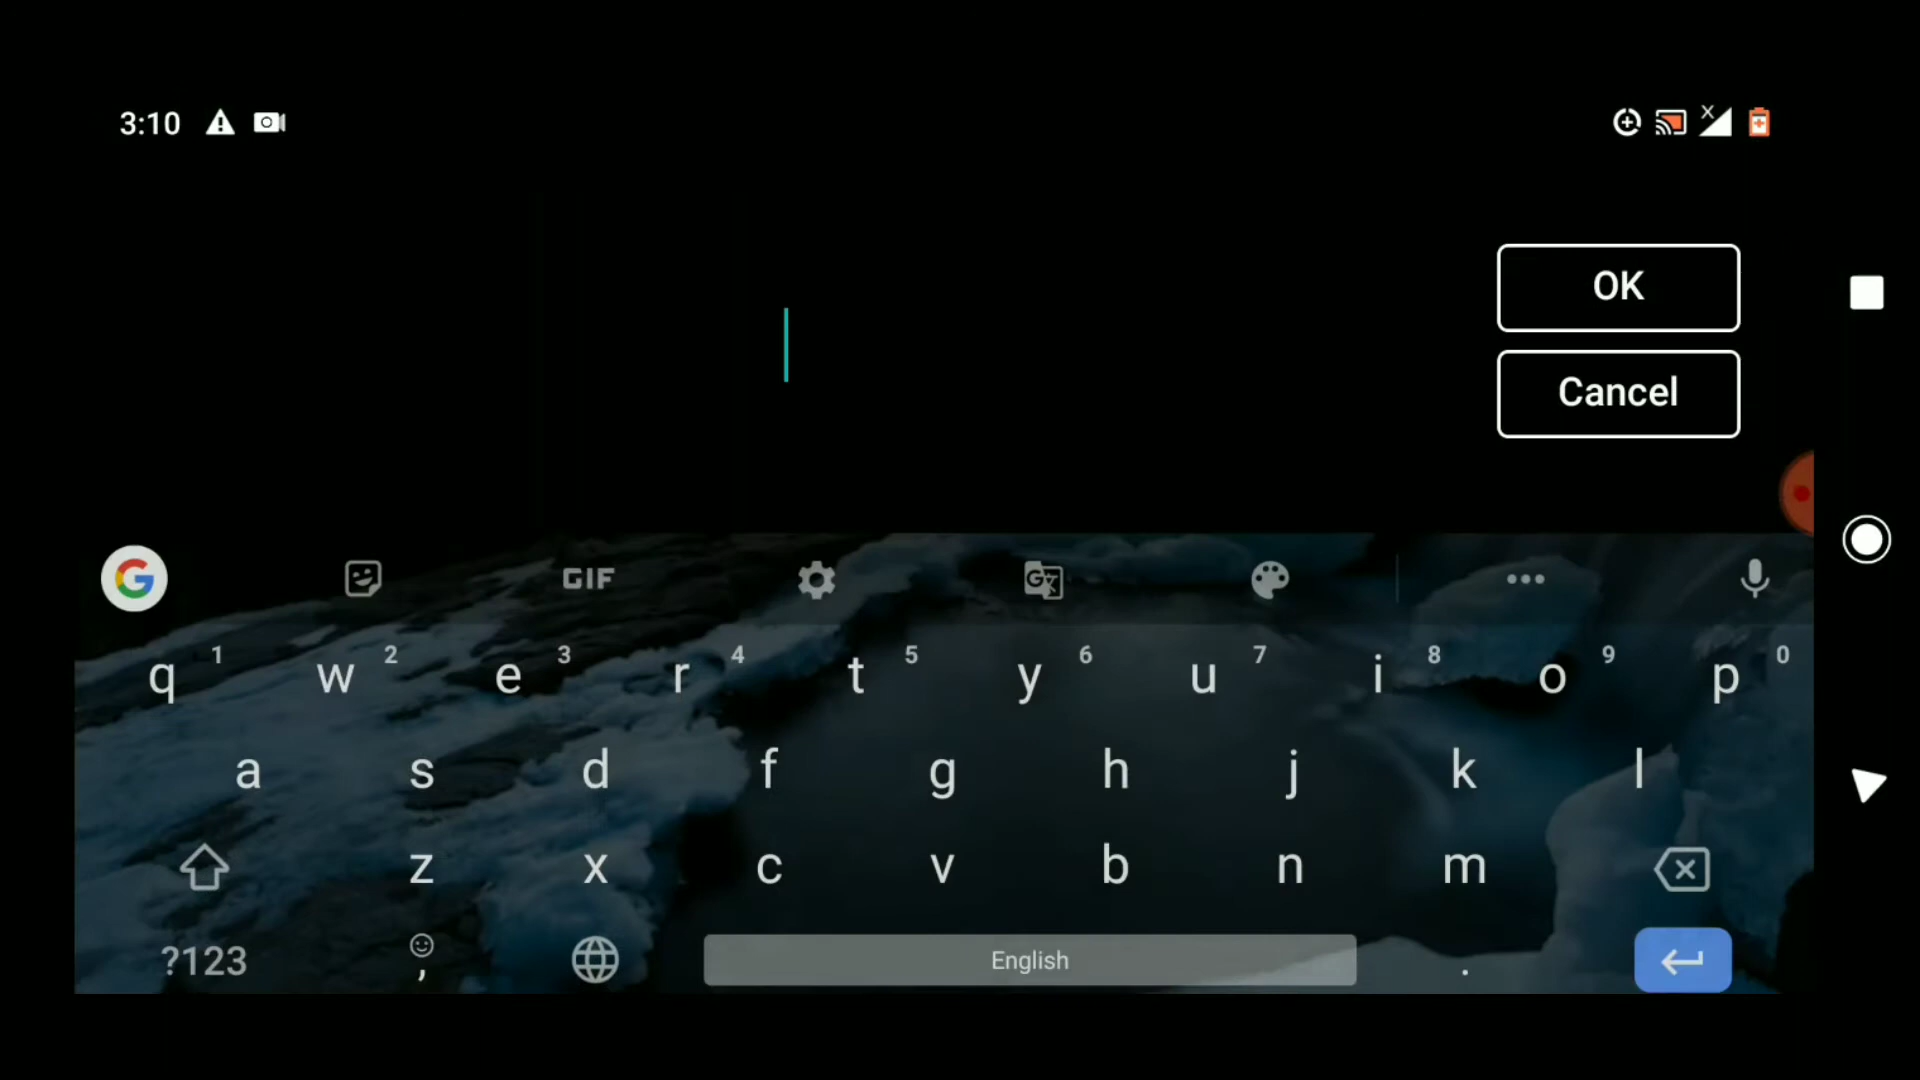 3:10
OK
Cancel
G GIF G
q 1 w 2 e 3 r 4 t 5 y 6 u 7 i 8 o 9 p 0
a s d f g h j k l
z x c v b n m
?123 , English .